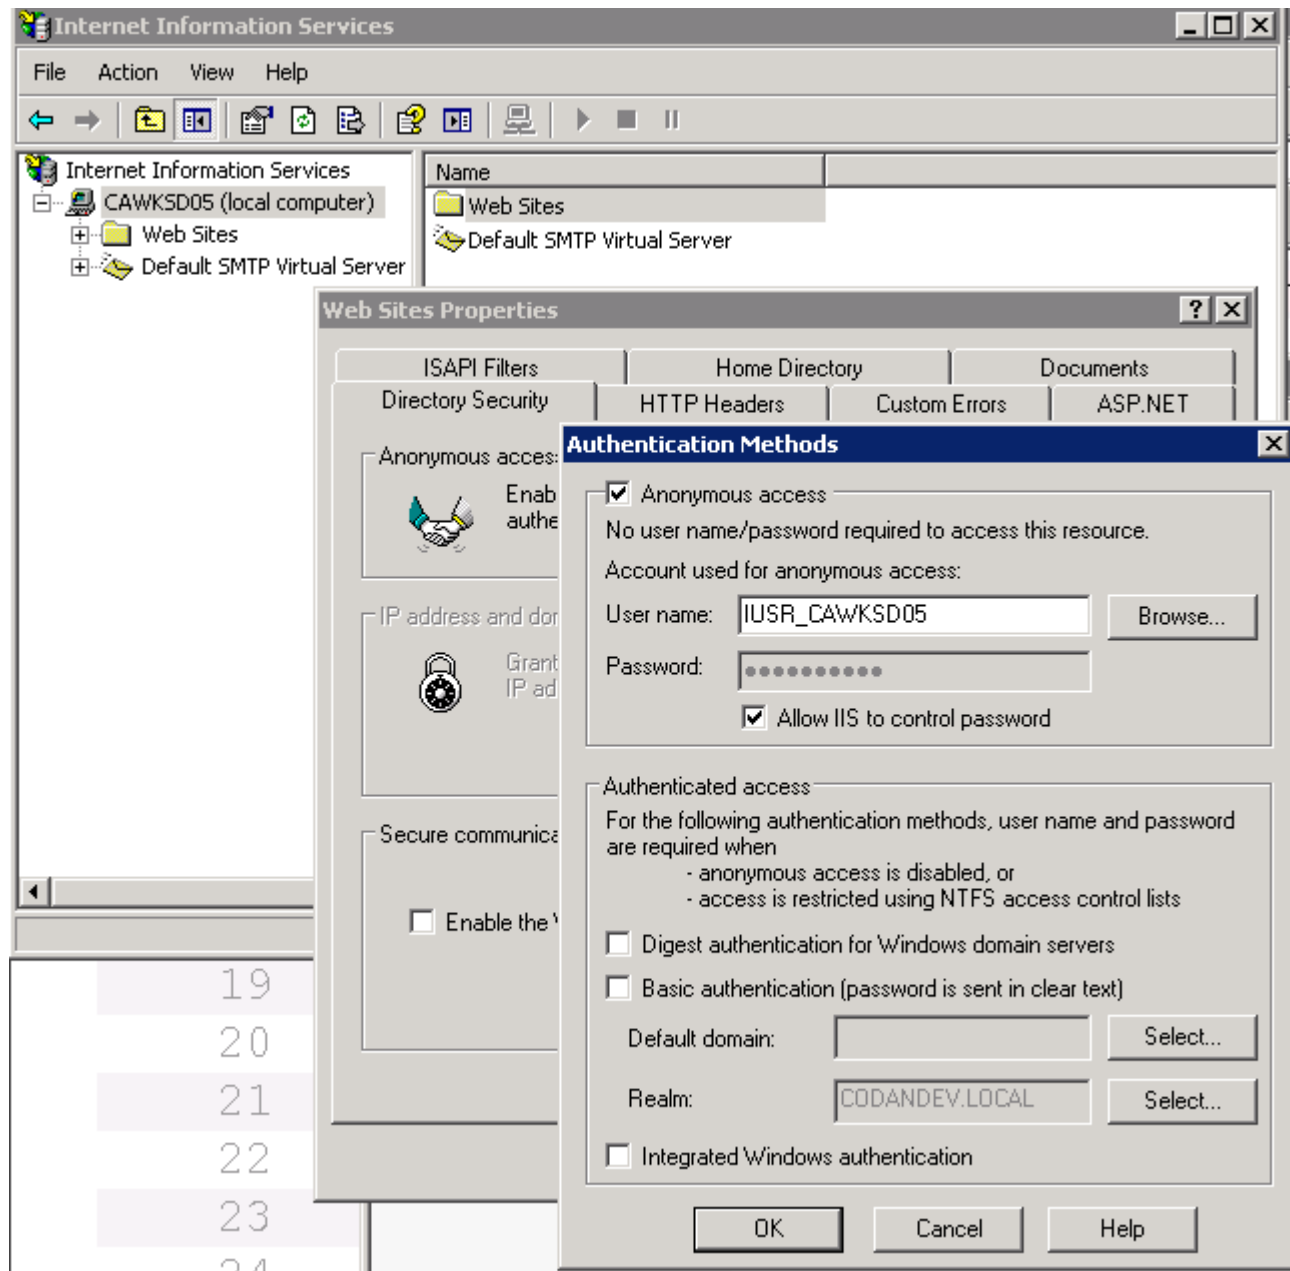 Internet Information Services
File Action View Help
Internet Information Services
CAWKSD05 (local computer)
Web Sites
Default SMTP Virtual Server
Name
Web Sites
Default SMTP Virtual Server
Web Sites Properties
ISAPI Filters Home Directory Documents
Directory Security HTTP Headers Custom Errors ASP.NET
Anonymous acces
Enab
authe
IP address and dor
Grant
IP ad
Secure communica
Enable the
Authentication Methods
Anonymous access
No user name/password required to access this resource.
Account used for anonymous access:
User name: IUSR_CAWKSD05 Browse...
Password: ●●●●●●●●●●
Allow IIS to control password
Authenticated access
For the following authentication methods, user name and password
are required when
- anonymous access is disabled, or
- access is restricted using NTFS access control lists
Digest authentication for Windows domain servers
Basic authentication (password is sent in clear text)
Default domain: Select...
Realm: CODANDEV.LOCAL Select...
Integrated Windows authentication
OK Cancel Help
19
20
21
22
23